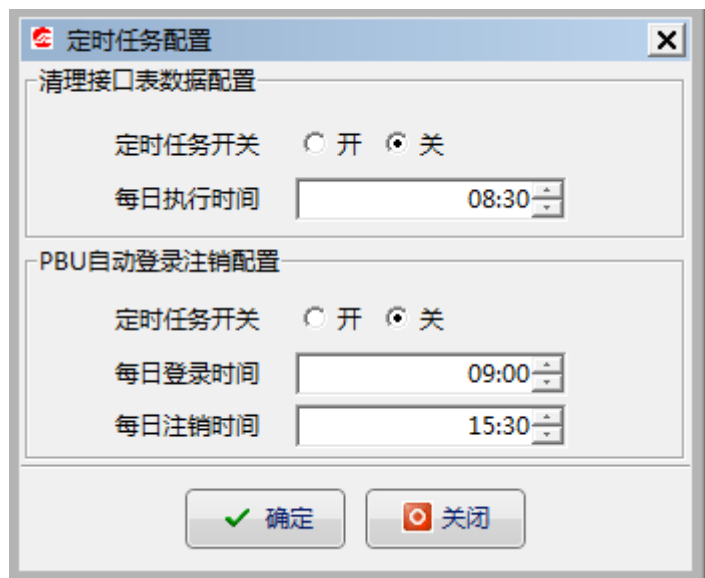 定时任务配置
清理接口表数据配置
定时任务开关 开 关
每日执行时间 08:30
PBU自动登录注销配置
定时任务开关 开 关
每日登录时间 09:00
每日注销时间 15:30
确定 关闭